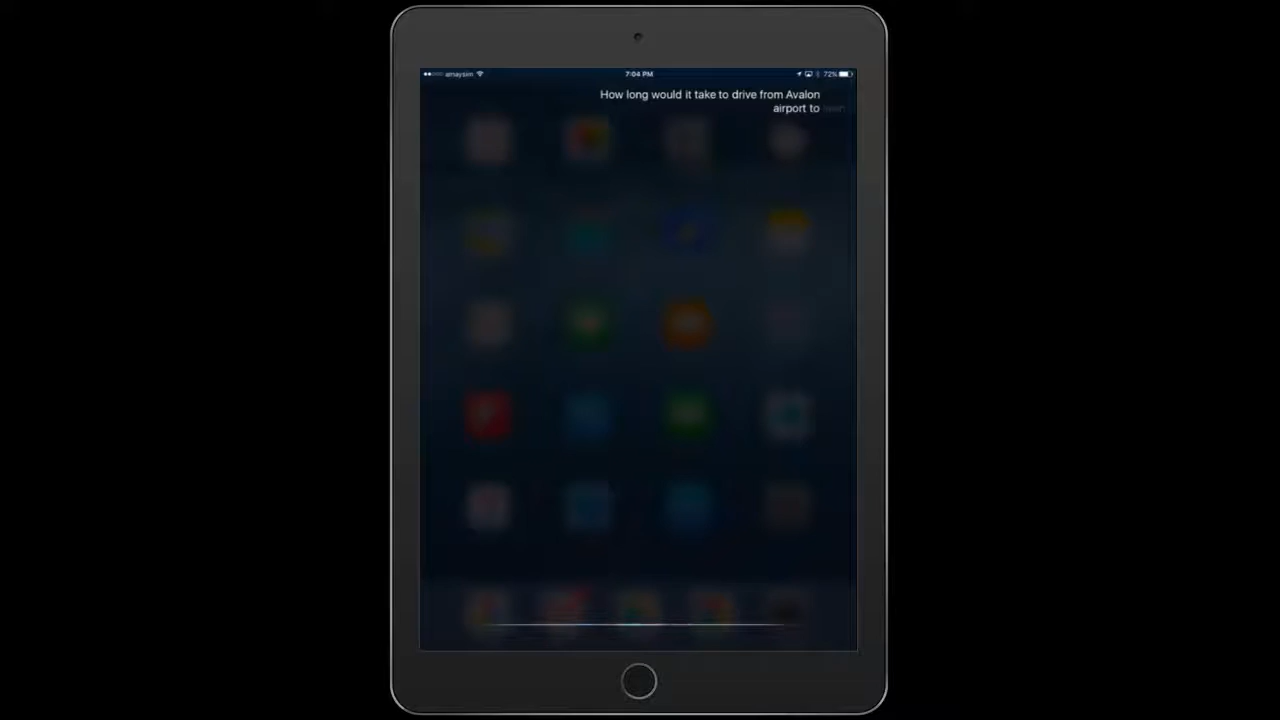 amaysim
7:04 PM
72%
How long would it take to drive from Avalon
airport to